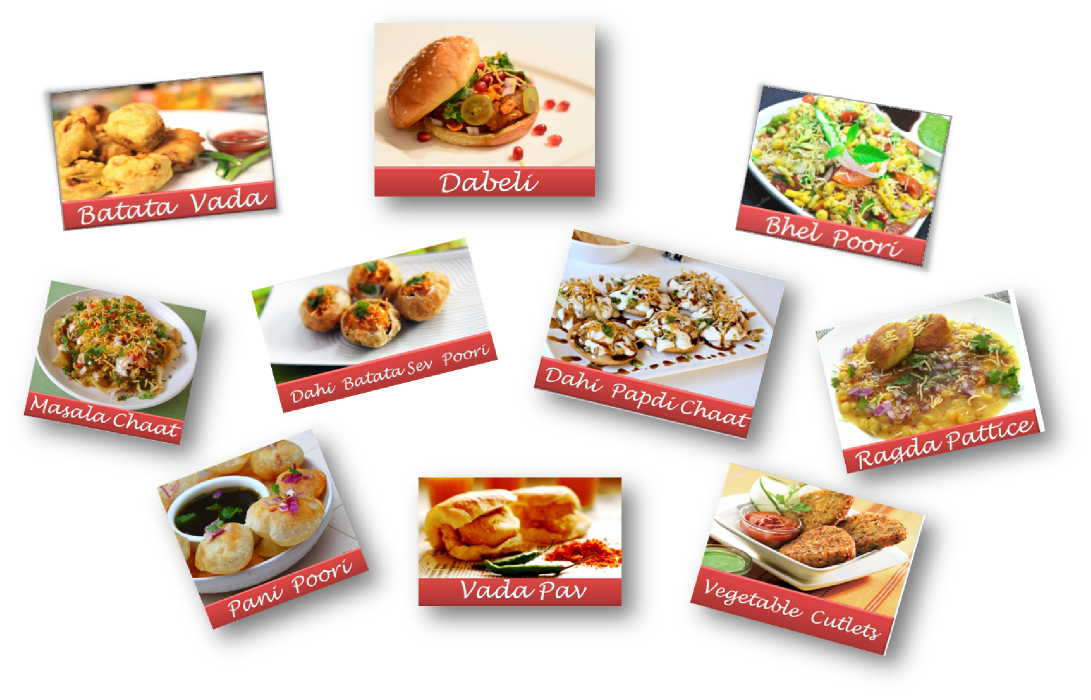 Dabeli
Batata Vada
Bhel Poori
Dahi Batata Sev Poori
Dahi Papdi Chaat
Masala Chaat
Ragda Pattice
Pani Poori
Vada Pav
Vegetable Cutlets